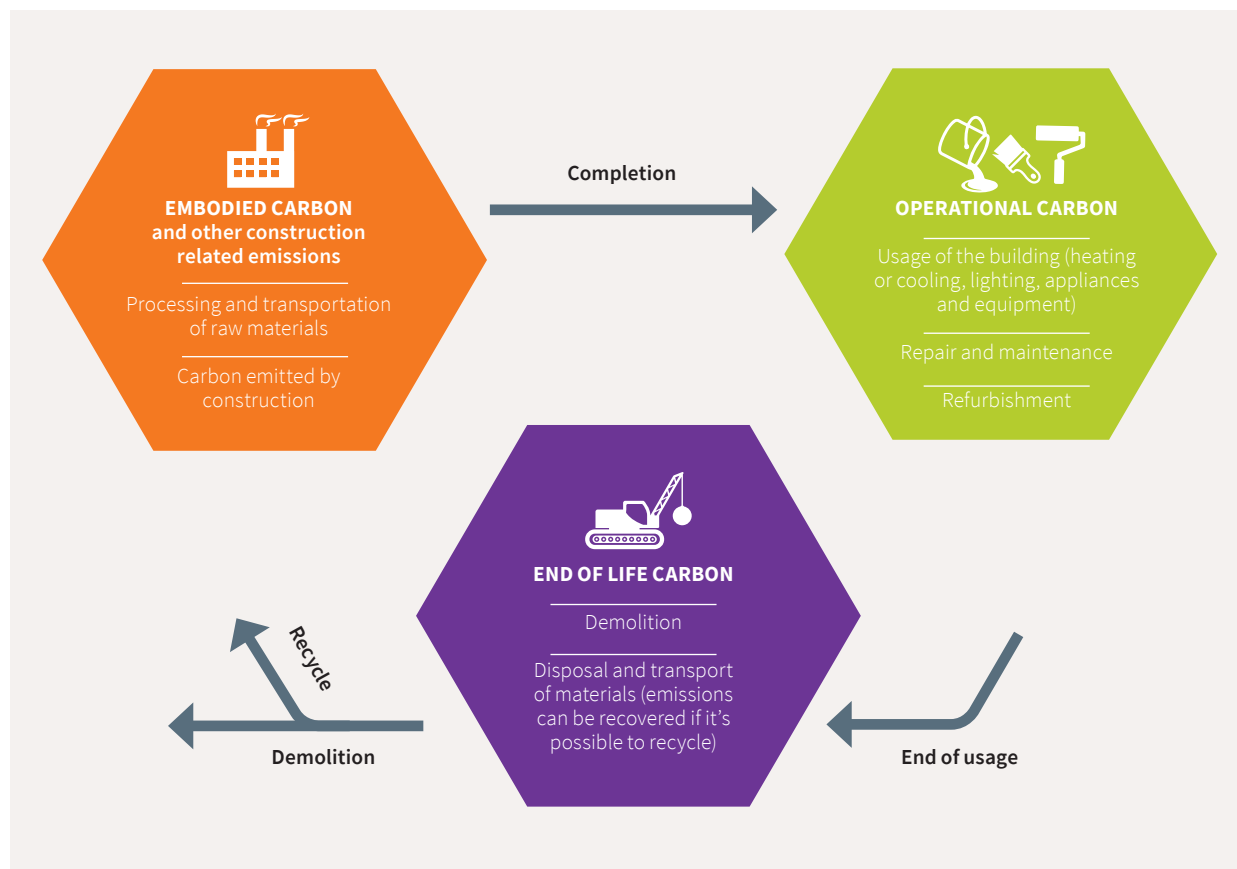 EMBODIED CARBON
and other construction
related emissions
Processing and transportation
of raw materials
Carbon emitted by
construction
Completion
OPERATIONAL CARBON
Usage of the building (heating
or cooling, lighting, appliances
and equipment)
Repair and maintenance
Refurbishment
END OF LIFE CARBON
Demolition
Disposal and transport
of materials (emissions
can be recovered if it’s
possible to recycle)
End of usage
Recycle
Demolition